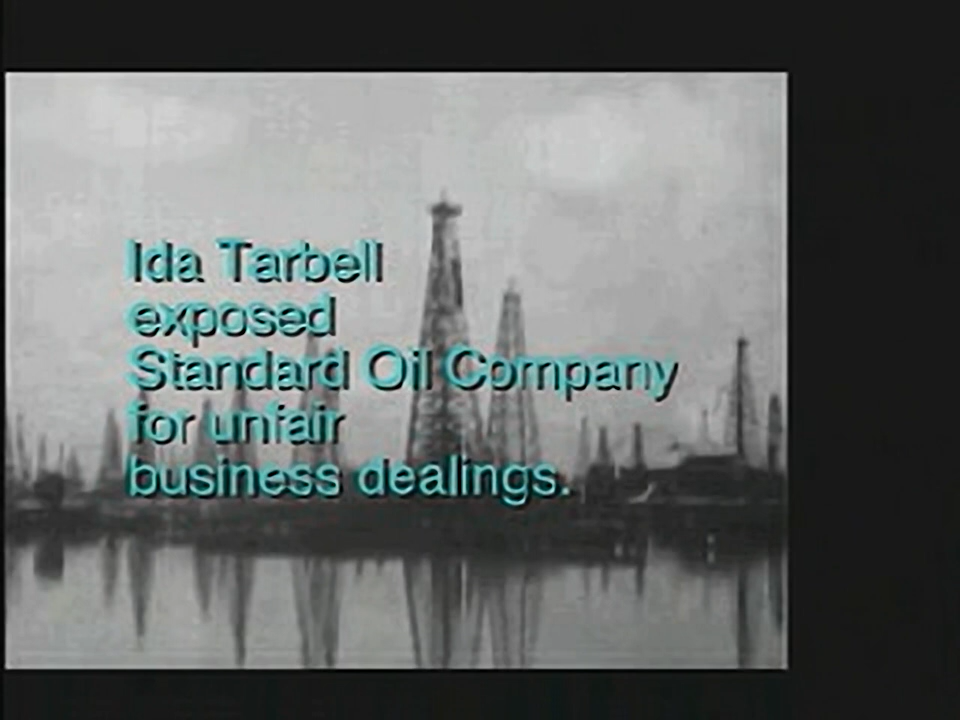 Ida Tarbell
exposed
Standard Oil Company
for unfair
business dealings.